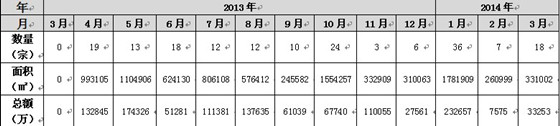 年 2013年 2014年
月 3月 4月 5月 6月 7月 8月 9月 10月 11月 12月 1月 2月 3月
数量（宗） 0 19 13 18 12 12 10 24 3 6 36 7 18
面积（㎡） 0 993105 1104906 624130 806108 576412 245582 1554257 332909 310063 1781909 260999 331002
总额（万） 0 132845 174326 51281 111381 137635 61039 67740 110055 27561 232657 7575 33253